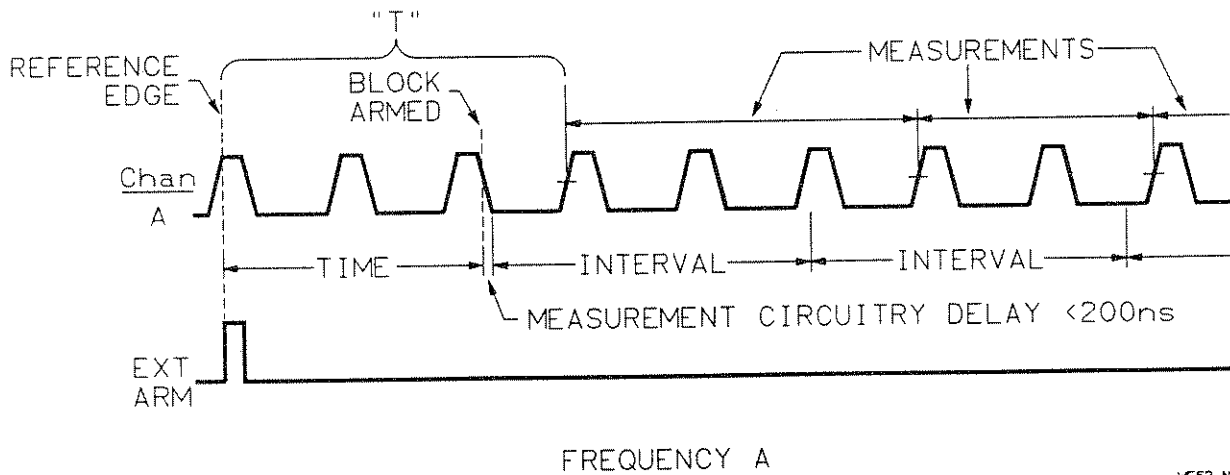 "T"
REFERENCE
EDGE
BLOCK
ARMED
MEASUREMENTS
Chan
A
TIME
INTERVAL
INTERVAL
MEASUREMENT CIRCUITRY DELAY <200ns
EXT
ARM
FREQUENCY A